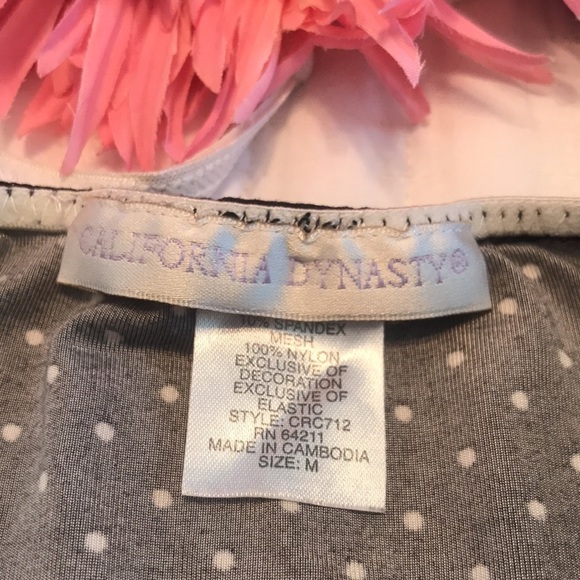 CALIFORNIA DYNASTY®
% SPANDEX
MESH
100% NYLON
EXCLUSIVE OF
DECORATION
EXCLUSIVE OF
ELASTIC
STYLE: CRC712
RN 64211
MADE IN CAMBODIA
SIZE: M